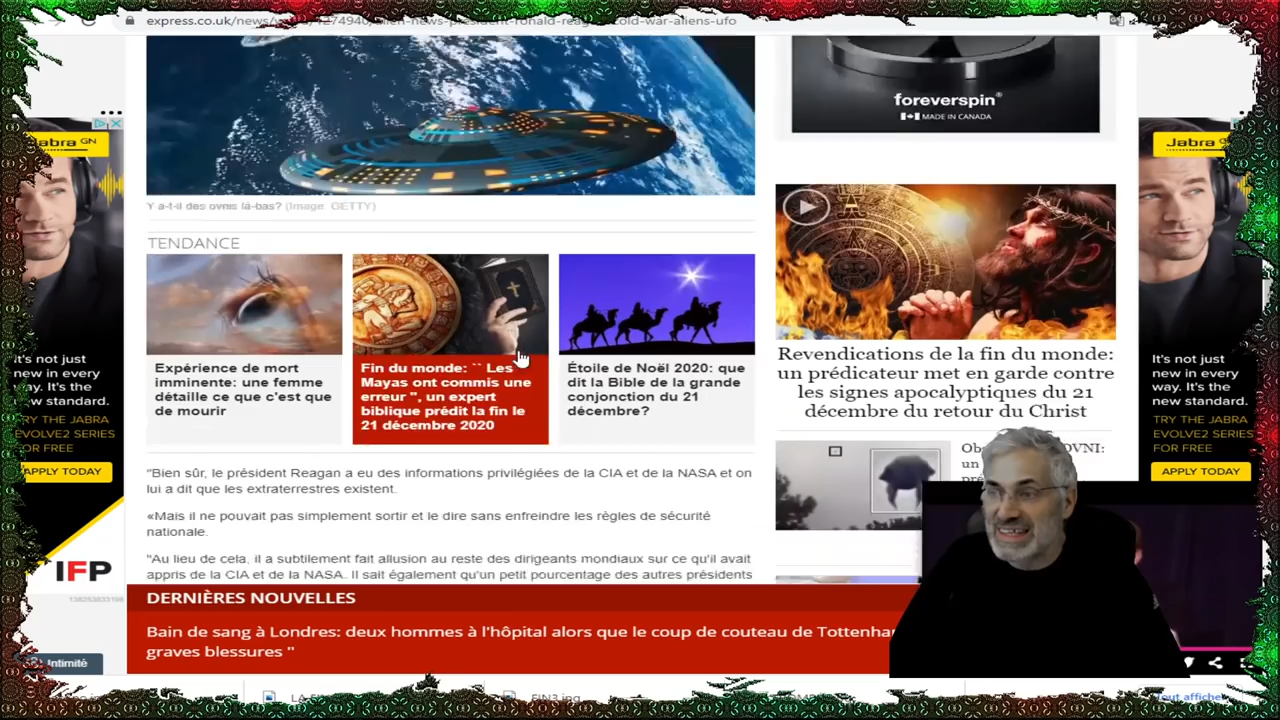 express.co.uk/news/
foreverspin®
MADE IN CANADA
Jabra GN
It's not just
new in every
way. It's the
new standard.
TRY THE JABRA
EVOLVE2 SERIES
FOR FREE
APPLY TODAY
IFP
Intimité
Y a-t-il des ovnis là-bas? (Image: GETTY)
TENDANCE
Expérience de mort
imminente: une femme
détaille ce que c'est que
de mourir
Fin du monde: `` Les
Mayas ont commis une
erreur '', un expert
biblique prédit la fin le
21 décembre 2020
Étoile de Noël 2020: que
dit la Bible de la grande
conjonction du 21
décembre?
"Bien sûr, le président Reagan a eu des informations privilégiées de la CIA et de la NASA et on
lui a dit que les extraterrestres existent.
«Mais il ne pouvait pas simplement sortir et le dire sans enfreindre les règles de sécurité
nationale.
"Au lieu de cela, il a subtilement fait allusion au reste des dirigeants mondiaux sur ce qu'il avait
appris de la CIA et de la NASA. Il sait également qu'un petit pourcentage des autres présidents
Revendications de la fin du monde:
un prédicateur met en garde contre
les signes apocalyptiques du 21
décembre du retour du Christ
OVNI:
un
DERNIÈRES NOUVELLES
Bain de sang à Londres: deux hommes à l'hôpital alors que le coup de couteau de Tottenha
graves blessures "
Jabra GN
It's not just
new in every
way. It's the
new standard.
TRY THE JABRA
EVOLVE2 SERIES
FOR FREE
APPLY TODAY
FIN3.jpg
Tout affiche